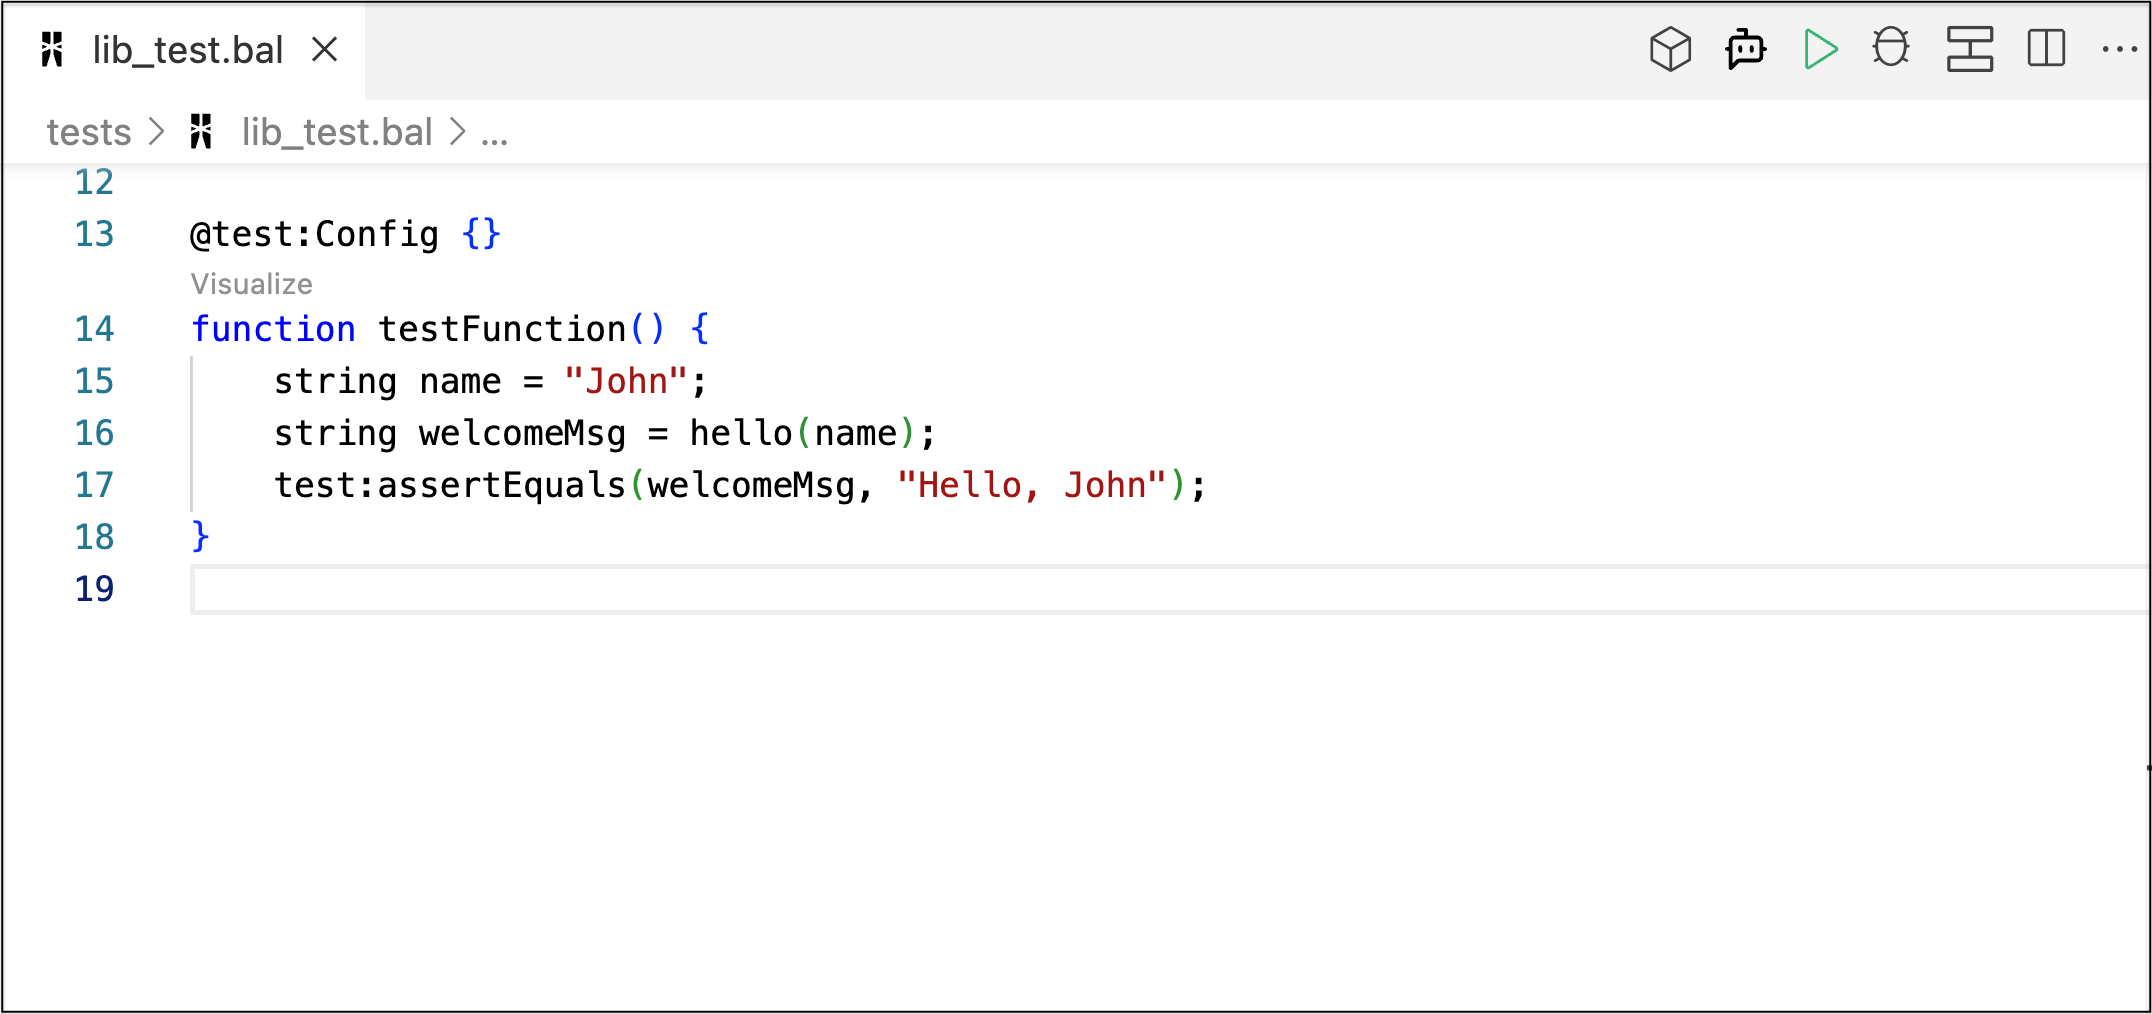 lib_test.bal
tests > lib_test.bal > ...
12
13 @test:Config {}
Visualize
14 function testFunction() {
15     string name = "John";
16     string welcomeMsg = hello(name);
17     test:assertEquals(welcomeMsg, "Hello, John");
18 }
19